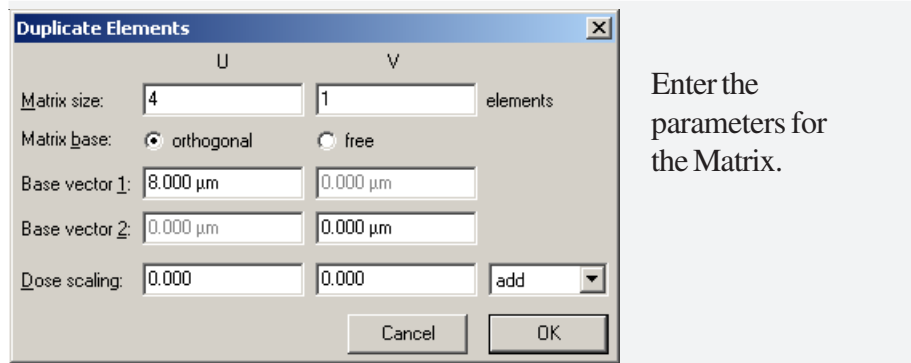 Duplicate Elements
U V
Matrix size: 4 1 elements
Matrix base: orthogonal free
Base vector 1: 8.000 µm 0.000 µm
Base vector 2: 0.000 µm 0.000 µm
Dose scaling: 0.000 0.000 add
Cancel OK
Enter the
parameters for
the Matrix.